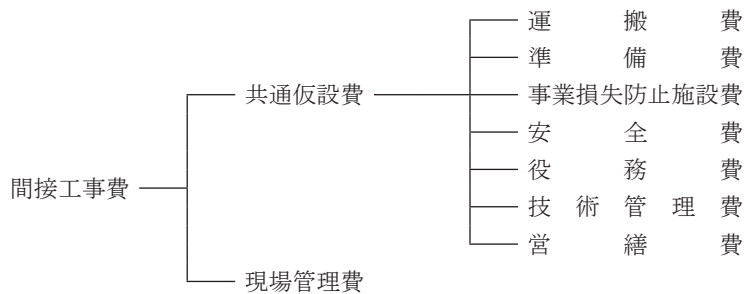 運搬費
準備費
共通仮設費
事業損失防止施設費
安全費
役務費
間接工事費
技術管理費
営繕費
現場管理費